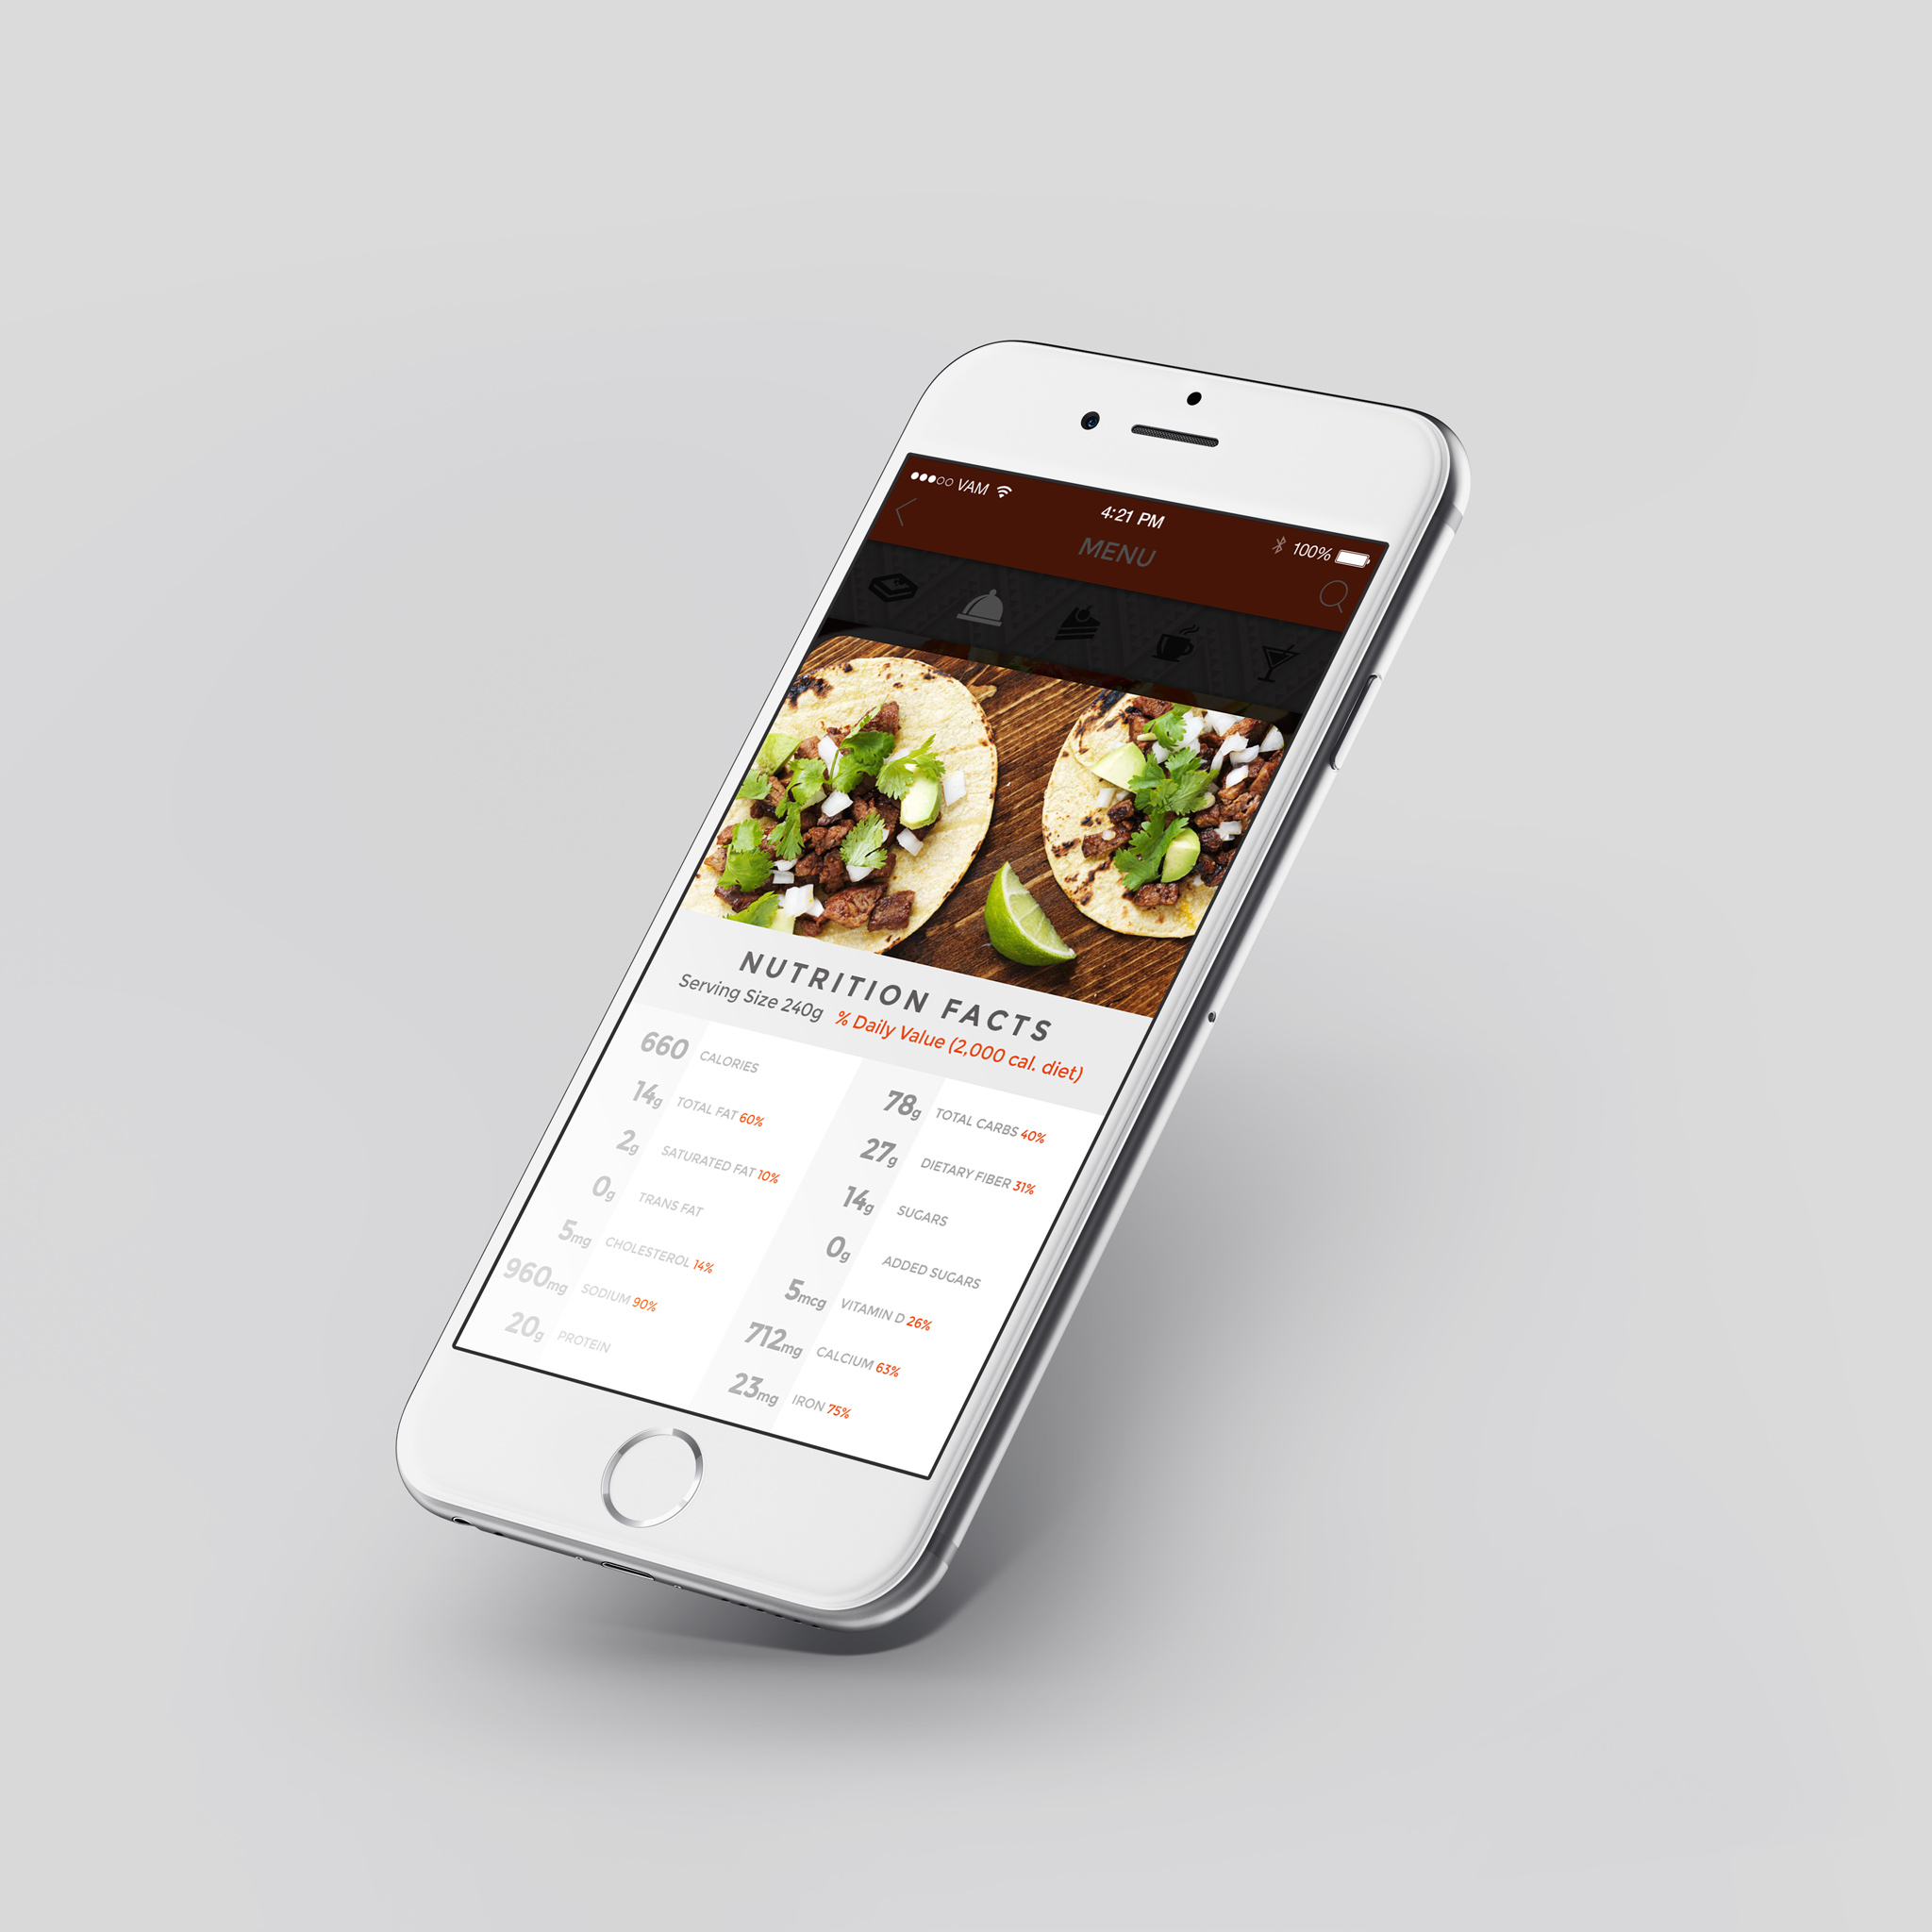 VAM
4:21 PM
100%
MENU
NUTRITION FACTS
Serving Size 240g % Daily Value (2,000 cal. diet)
660 CALORIES
14g TOTAL FAT 60%
2g SATURATED FAT 10%
0g TRANS FAT
5mg CHOLESTEROL 14%
960mg SODIUM 90%
20g PROTEIN
78g TOTAL CARBS 40%
27g DIETARY FIBER 31%
14g SUGARS
0g ADDED SUGARS
5mcg VITAMIN D 26%
712mg CALCIUM 63%
23mg IRON 75%